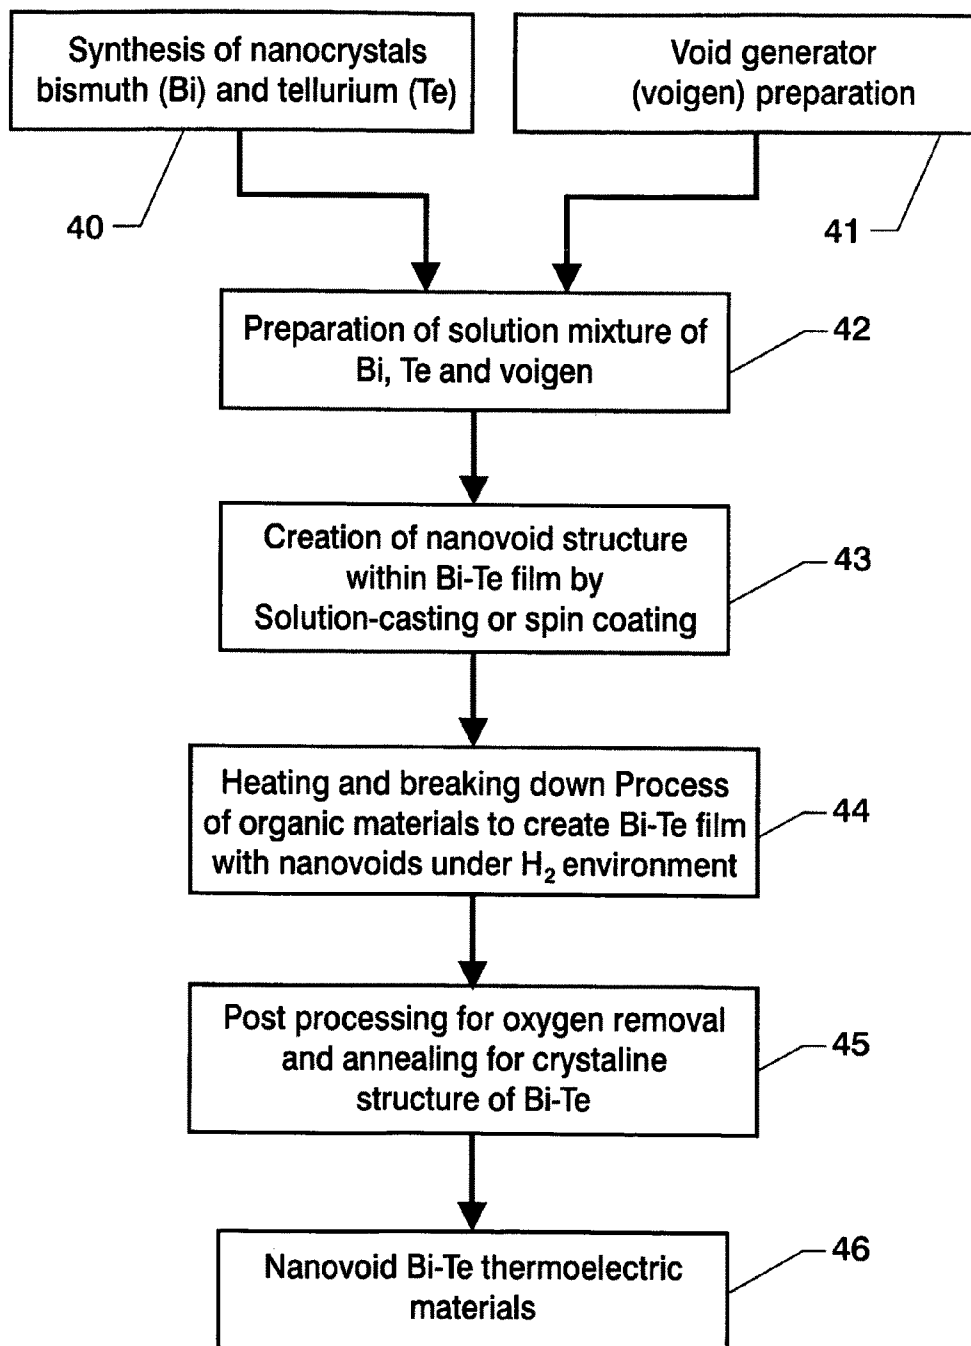 Synthesis of nanocrystals
bismuth (Bi) and tellurium (Te)
Void generator
(voigen) preparation
40
41
Preparation of solution mixture of
Bi, Te and voigen
42
Creation of nanovoid structure
within Bi-Te film by
Solution-casting or spin coating
43
Heating and breaking down Process
of organic materials to create Bi-Te film
with nanovoids under H₂ environment
44
Post processing for oxygen removal
and annealing for crystaline
structure of Bi-Te
45
Nanovoid Bi-Te thermoelectric
materials
46